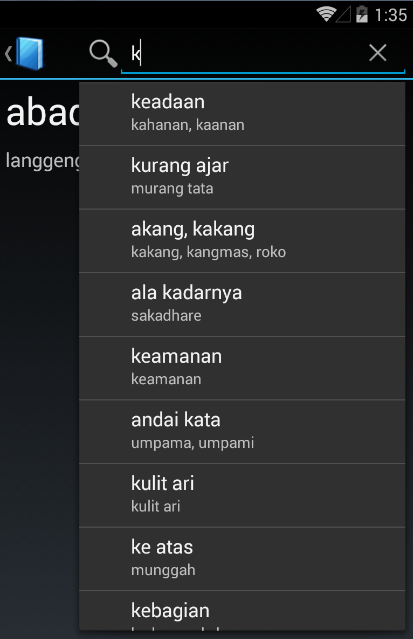 1:35
k
abad
langgeng
keadaan
kahanan, kaanan
kurang ajar
murang tata
akang, kakang
kakang, kangmas, roko
ala kadarnya
sakadhare
keamanan
keamanan
andai kata
umpama, umpami
kulit ari
kulit ari
ke atas
munggah
kebagian